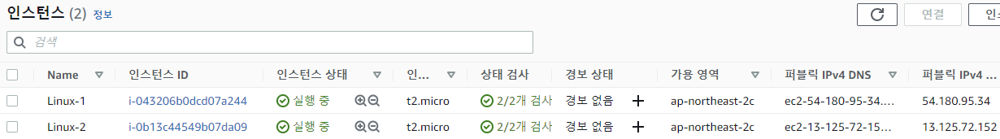 인스턴스 (2) 정보
연결
검색
Name 인스턴스 ID 인스턴스 상태 인... 상태 검사 경보 상태 가용 영역 퍼블릭 IPv4 DNS 퍼블릭 IPv4 ...
Linux-1 i-043206b0dcd07a244 실행 중 t2.micro 2/2개 검사 경보 없음 + ap-northeast-2c ec2-54-180-95-34.... 54.180.95.34
Linux-2 i-0b13c44549b07da09 실행 중 t2.micro 2/2개 검사 경보 없음 + ap-northeast-2c ec2-13-125-72-15... 13.125.72.152